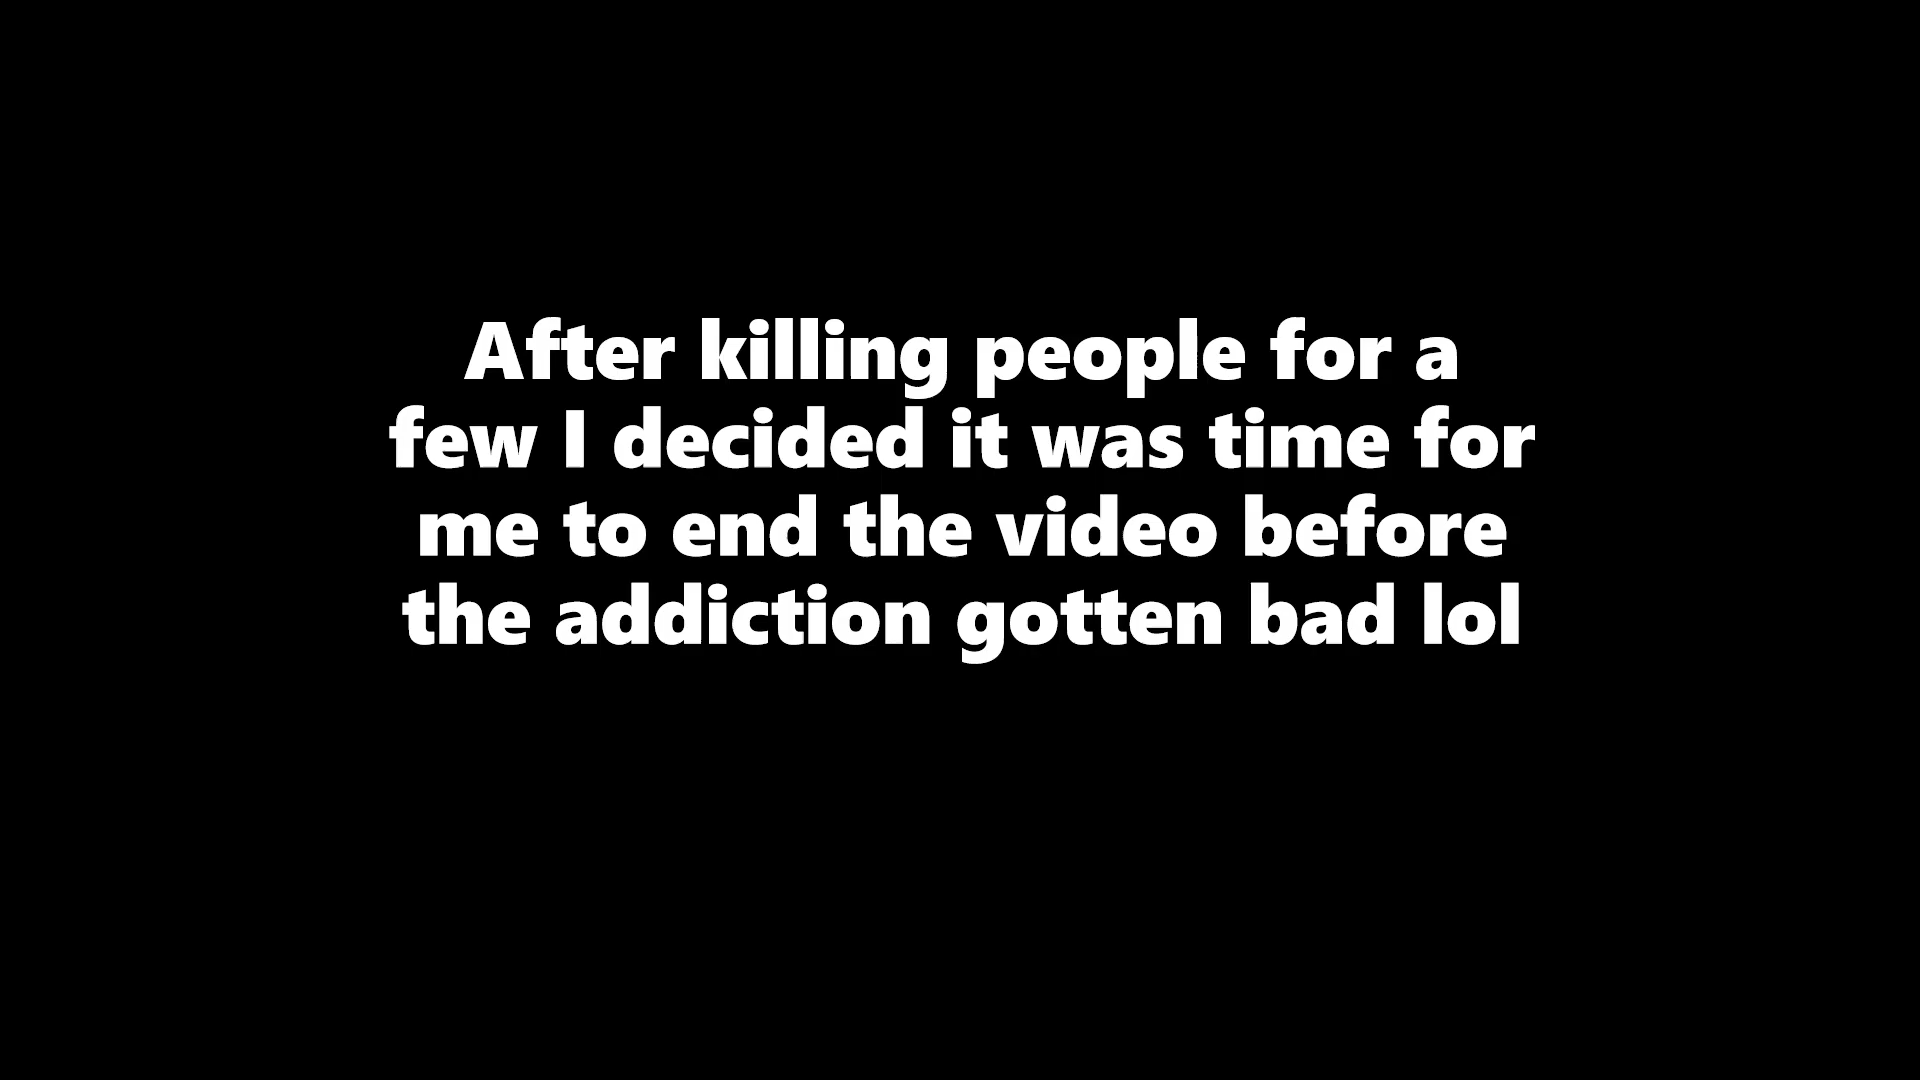 After killing people for a
few I decided it was time for
me to end the video before
the addiction gotten bad lol